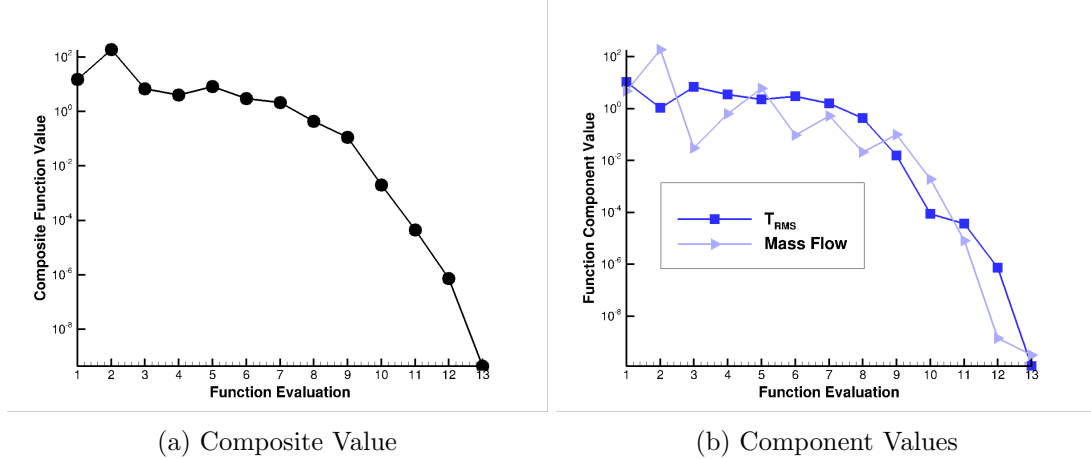 Composite Function Value
10²
10⁰
10⁻²
10⁻⁴
10⁻⁶
10⁻⁸
1 2 3 4 5 6 7 8 9 10 11 12 13
Function Evaluation
(a) Composite Value
Function Component Value
10²
10⁰
10⁻²
10⁻⁴
10⁻⁶
10⁻⁸
T_RMS
Mass Flow
1 2 3 4 5 6 7 8 9 10 11 12 13
Function Evaluation
(b) Component Values